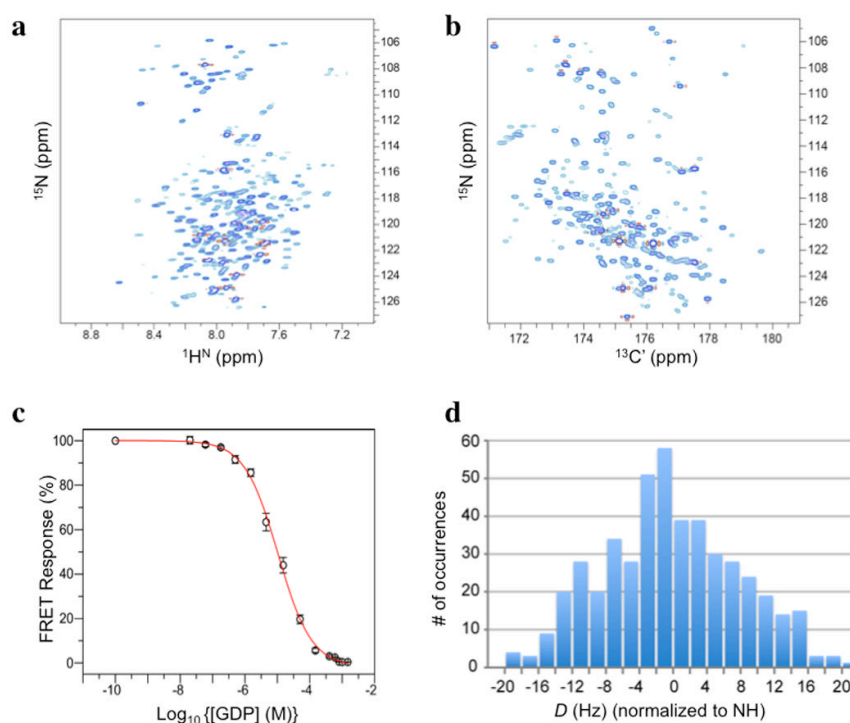 a
¹⁵N (ppm)
106
108
110
112
114
116
118
120
122
124
126
8.8 8.4 8.0 7.6 7.2
¹Hᴺ (ppm)
b
¹⁵N (ppm)
106
108
110
112
114
116
118
120
122
124
126
172 174 176 178 180
¹³C’ (ppm)
c
FRET Response (%)
100
80
60
40
20
0
-10 -8 -6 -4 -2
Log₁₀{[GDP] (M)}
d
# of occurrences
60
50
40
30
20
10
0
-20 -16 -12 -8 -4 0 4 8 12 16 20
D (Hz) (normalized to NH)